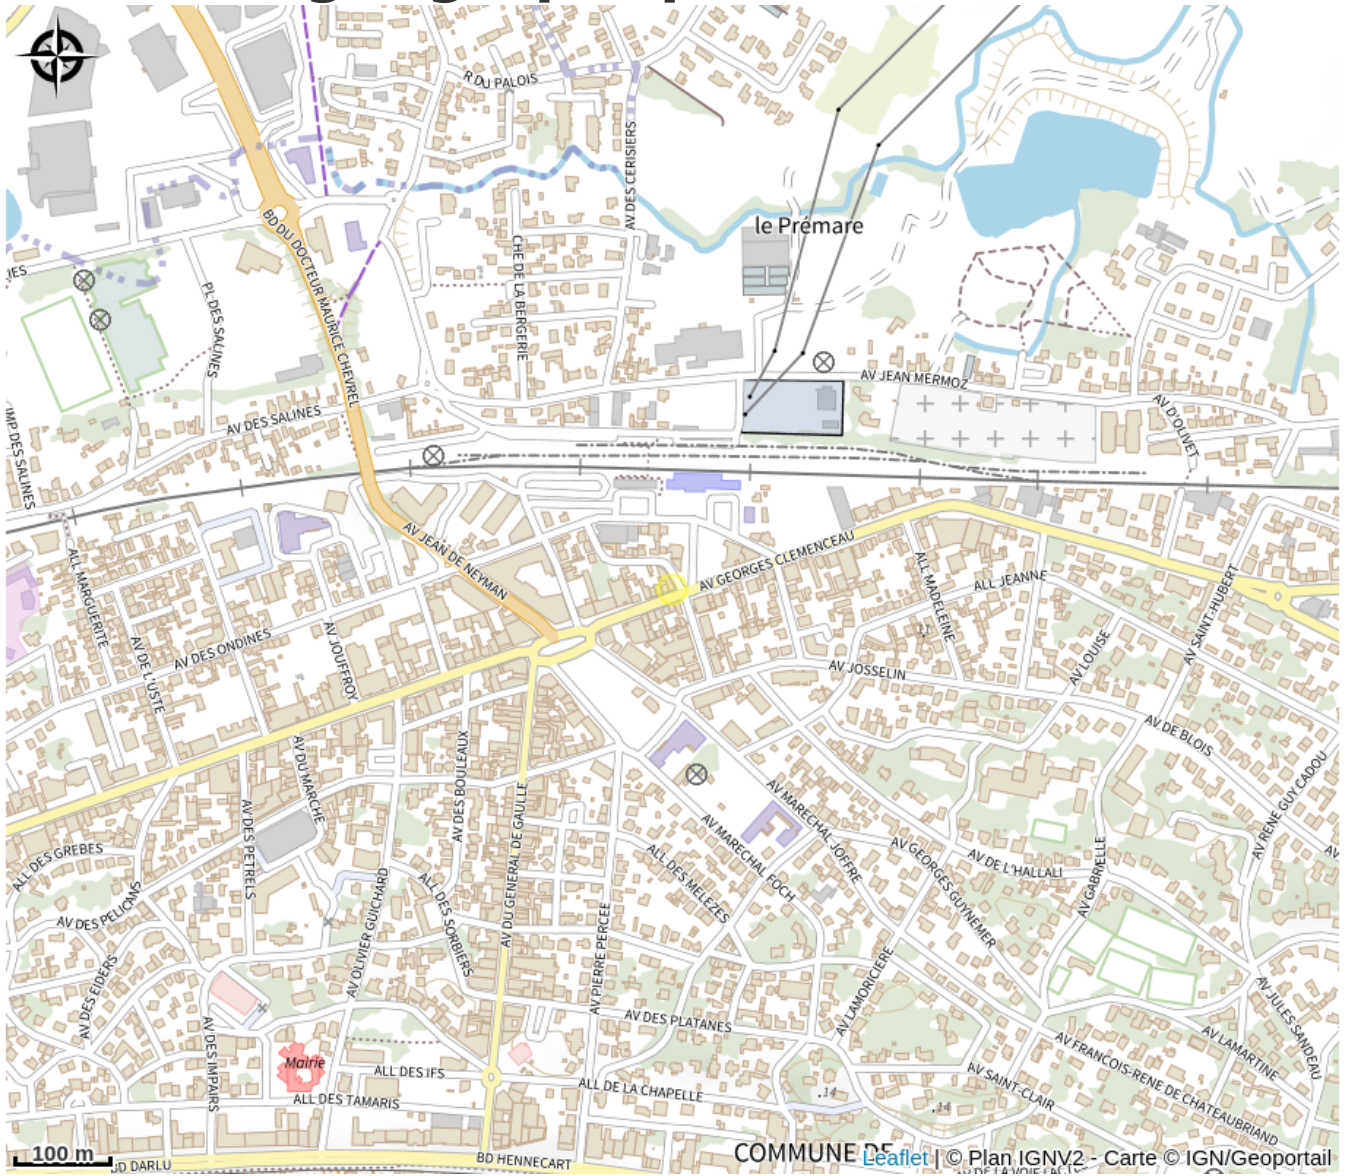 R DU PALOIS
AV DES CERISIERS
BD DU DOCTEUR MAURICE CHEVREL
le Prémare
CHE DE LA BERGERIE
PL DES SALINES
AV JEAN MERMOZ
AV D'OLIVET
AV DES SALINES
IMP DES SALINES
AV JEAN DE NEYMAN
AV GEORGES CLEMENCEAU
ALL MARGUERITE
ALL MADELEINE
ALL JEANNE
AV SAINT-HUBERT
AV DE L'USTE
AV DES ONDINES
AV JOUFFROY
AV JOSSELIN
AV LOUISE
AV DE BLOIS
AV DU MARCHE
AV DES BOULEAUX
AV RENE GUY CADOU
AV DES PETRELS
AV DU GENERAL DE GAULLE
AV MARECHAL JOFFRE
AV MARECHAL FOCH
AV GEORGES GUYNEMER
AV DE L'HALLALI
AV GABRIELLE
ALL DES GREBES
ALL DES MELEZES
AV DES PELICANS
AV OLIVIER GUICHARD
ALL DES SORBIERS
AV PIERRE PERCEE
AV LAMORICIERE
AV DES EIDERS
AV JULES SANDEAU
AV DES PLATANES
AV LAMARTINE
AV DES IMPAIRS
Mairie
ALL DES IFS
ALL DE LA CHAPELLE
AV FRANCOIS-RENE DE CHATEAUBRIAND
AV SAINT-CLAIR
ALL DES TAMARIS
14
14
100 m
BD DARLU
BD HENNECART
COMMUNE DE
Leaflet | © Plan IGNV2 - Carte © IGN/Geoportail